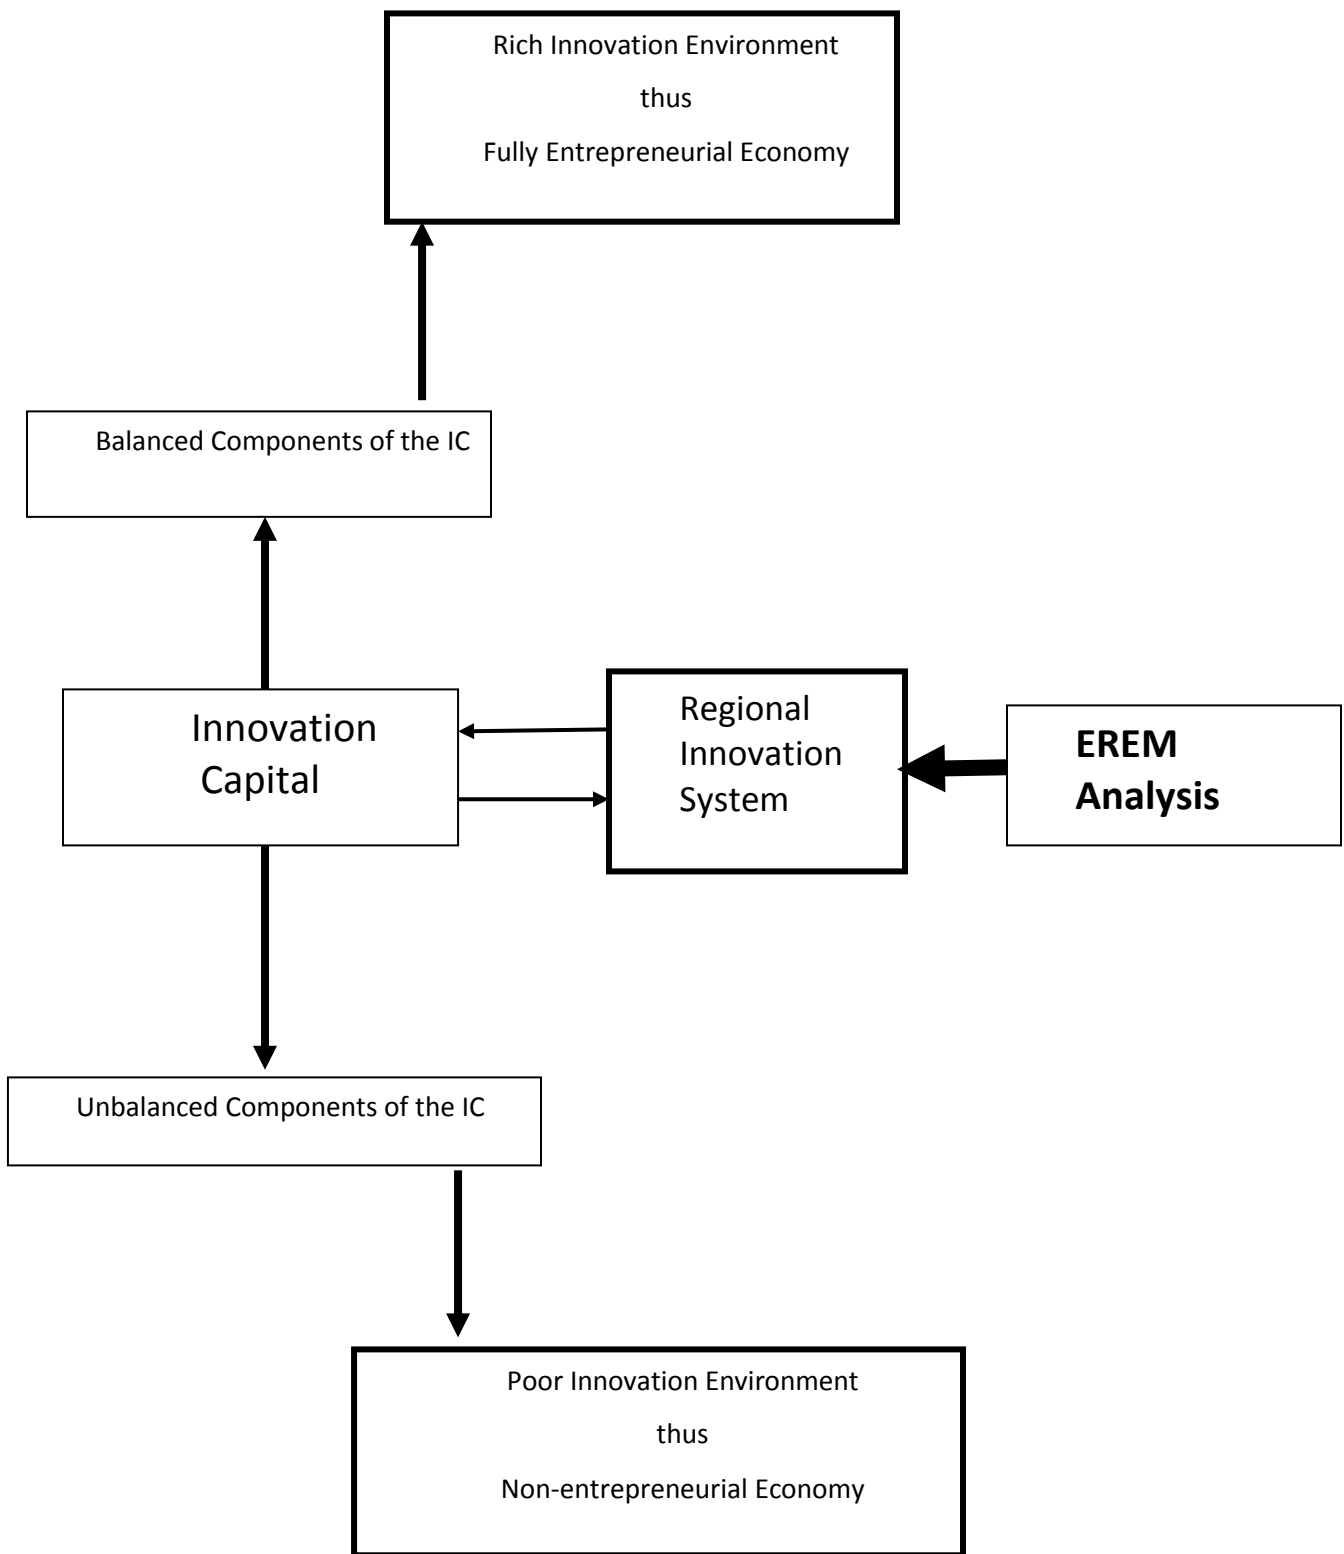 Rich Innovation Environment
thus
Fully Entrepreneurial Economy
Balanced Components of the IC
Innovation
Capital
Regional
Innovation
System
EREM
Analysis
Unbalanced Components of the IC
Poor Innovation Environment
thus
Non-entrepreneurial Economy